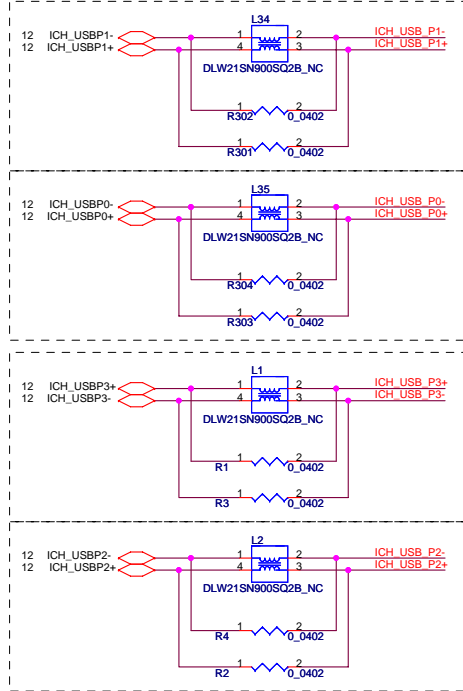 L34
12 ICH_USBP1- 1 2 ICH_USB_P1-
12 ICH_USBP1+ 4 3 ICH_USB_P1+
DLW21SN900SQ2B_NC
1 2
R302 0_0402
1 2
R301 0_0402
L35
12 ICH_USBP0- 1 2 ICH_USB_P0-
12 ICH_USBP0+ 4 3 ICH_USB_P0+
DLW21SN900SQ2B_NC
1 2
R304 0_0402
1 2
R303 0_0402
L1
12 ICH_USBP3+ 1 2 ICH_USB_P3+
12 ICH_USBP3- 4 3 ICH_USB_P3-
DLW21SN900SQ2B_NC
1 2
R1 0_0402
1 2
R3 0_0402
L2
12 ICH_USBP2- 1 2 ICH_USB_P2-
12 ICH_USBP2+ 4 3 ICH_USB_P2+
DLW21SN900SQ2B_NC
1 2
R4 0_0402
1 2
R2 0_0402